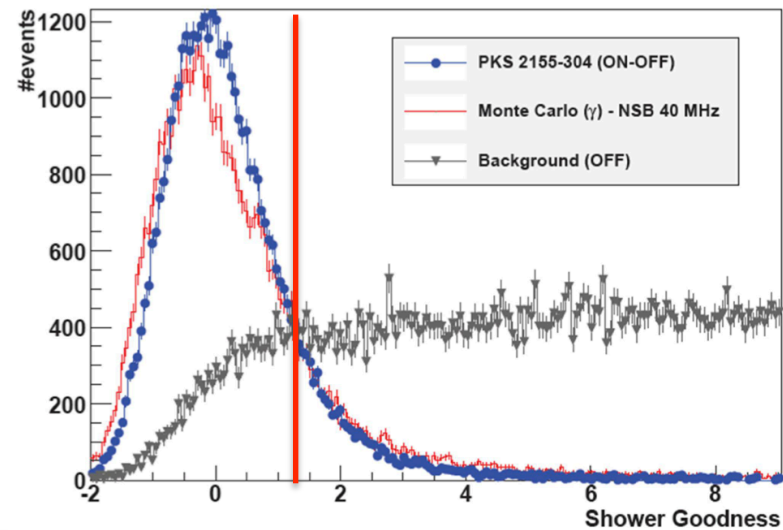 #events
1200
1000
800
600
400
200
0
-2
0
2
4
6
8
Shower Goodness
PKS 2155-304 (ON-OFF)
Monte Carlo (γ) - NSB 40 MHz
Background (OFF)